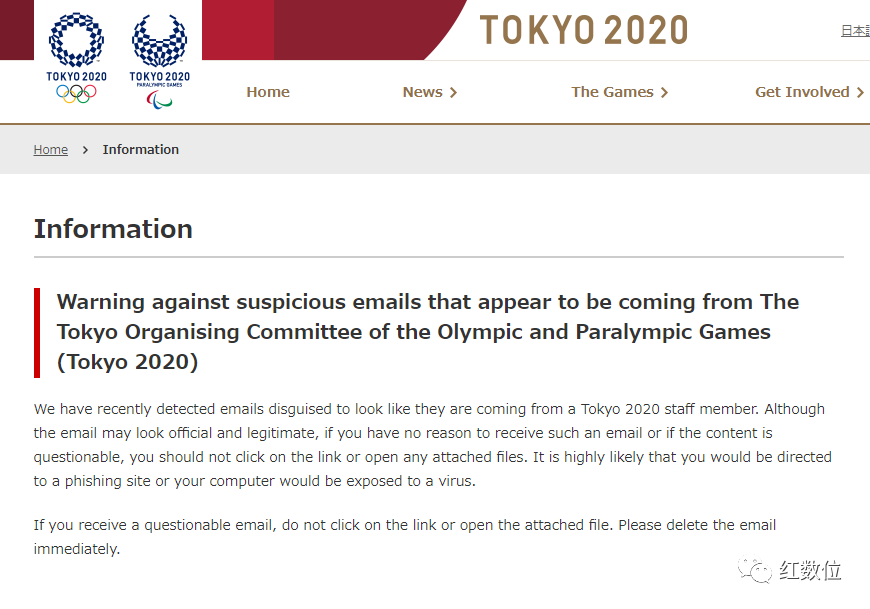 TOKYO 2020
日本
TOKYO 2020
TOKYO 2020
PARALYMPIC GAMES
Home
News
The Games
Get Involved
Home > Information
Information
Warning against suspicious emails that appear to be coming from The
Tokyo Organising Committee of the Olympic and Paralympic Games
(Tokyo 2020)
We have recently detected emails disguised to look like they are coming from a Tokyo 2020 staff member. Although
the email may look official and legitimate, if you have no reason to receive such an email or if the content is
questionable, you should not click on the link or open any attached files. It is highly likely that you would be directed
to a phishing site or your computer would be exposed to a virus.
If you receive a questionable email, do not click on the link or open the attached file. Please delete the email
immediately.
红数位